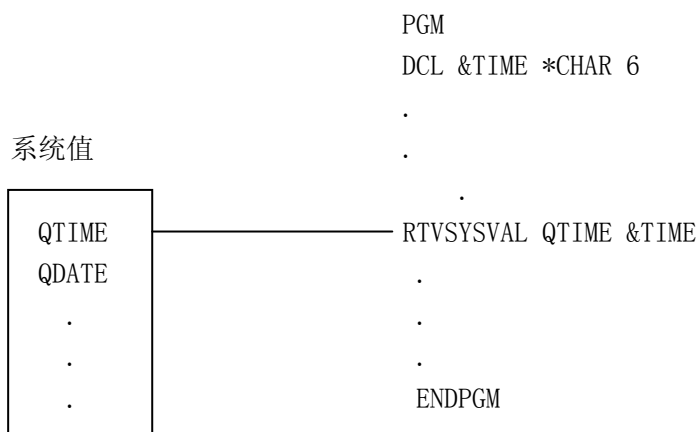 PGM
DCL &TIME *CHAR 6
.
系统值
.
.
QTIME
RTVSYSVAL QTIME &TIME
QDATE
.
.
.
.
.
.
ENDPGM